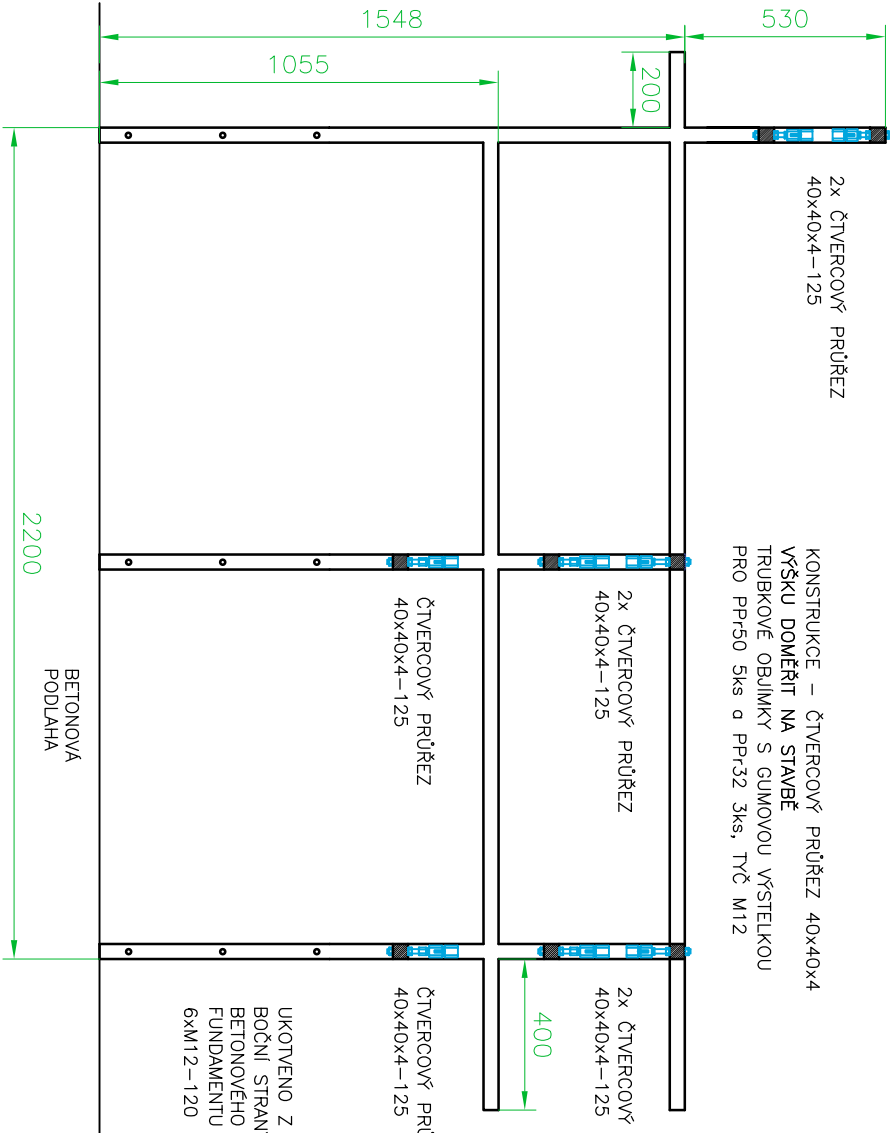 530
1548
1055
200
2x ČTVERCOVÝ PRŮŘEZ
40x40x4-125
KONSTRUKCE - ČTVERCOVÝ PRŮŘEZ 40x40x4
VÝŠKU DOMĚŘIT NA STAVBĚ
TRUBKOVÉ OBJÍMKY S GUMOVOU VÝSTELKOU
PRO PPr50 5ks a PPr32 3ks, TYČ M12
2x ČTVERCOVÝ PRŮŘEZ
40x40x4-125
ČTVERCOVÝ PRŮŘEZ
40x40x4-125
2x ČTVERCOVÝ
40x40x4-125
ČTVERCOVÝ PRŮ
40x40x4-125
400
2200
BETONOVÁ
PODLAHA
UKOTVENO Z
BOČNÍ STRAN
BETONOVÉHO
FUNDAMENTU
6xM12-120